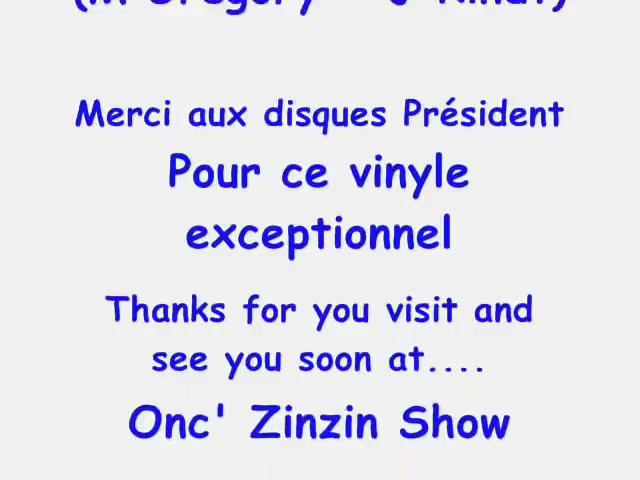 Merci aux disques Président
Pour ce vinyle
exceptionnel
Thanks for you visit and
see you soon at....
Onc' Zinzin Show